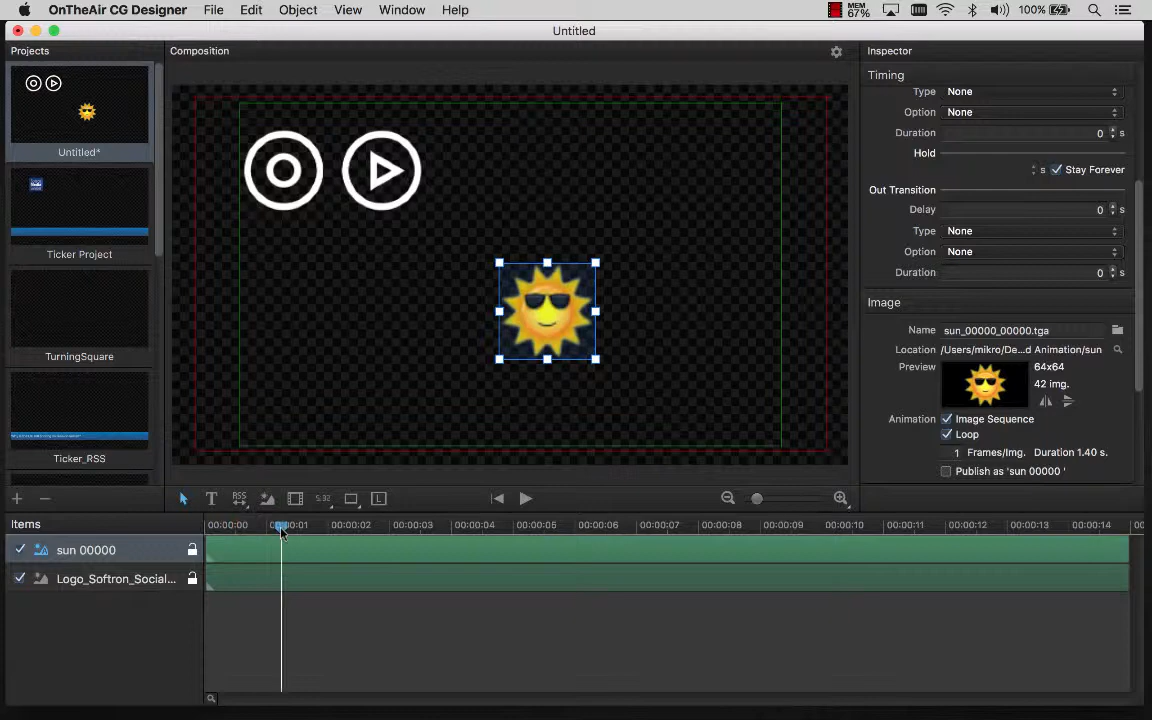 OnTheAir CG Designer File Edit Object View Window Help MEM 67% 100%
Untitled
Projects
Composition
Inspector
Untitled*
Ticker Project
TurningSquare
Ticker_RSS
Timing
Type None
Option None
Duration 0 s
Hold
s Stay Forever
Out Transition
Delay 0 s
Type None
Option None
Duration 0 s
Image
Name sun_00000_00000.tga
Location /Users/mikro/De...d Animation/sun
Preview 64x64
42 img.
Animation Image Sequence
Loop
1 Frames/Img. Duration 1.40 s.
Publish as 'sun 00000 '
T RSS 5:32 L
Items
00:00:00 00:00:01 00:00:02 00:00:03 00:00:04 00:00:05 00:00:06 00:00:07 00:00:08 00:00:09 00:00:10 00:00:11 00:00:12 00:00:13 00:00:14 00
sun 00000
Logo_Softron_Social...